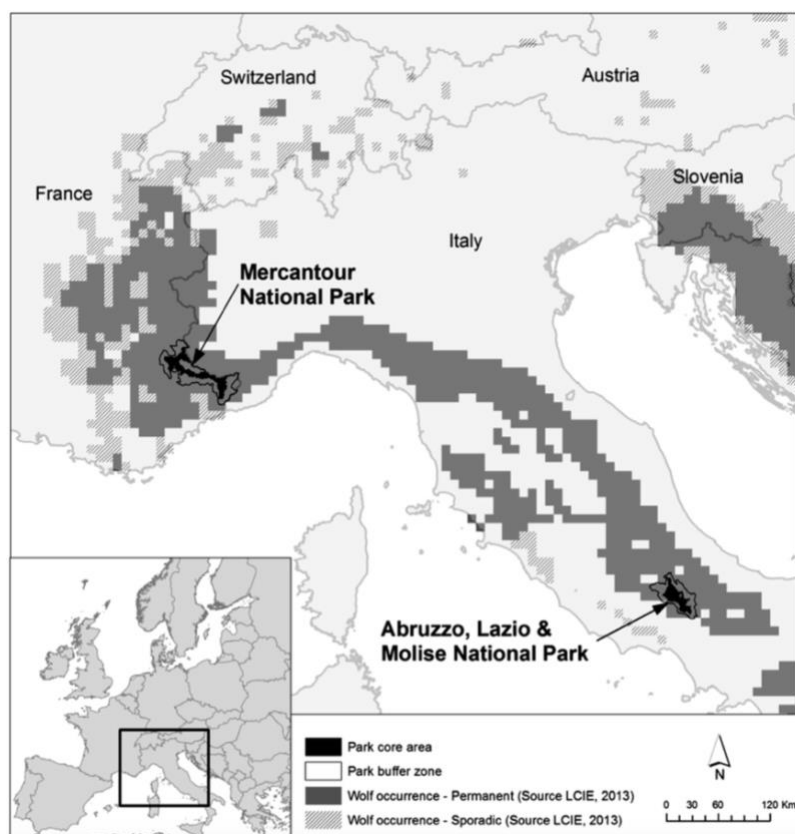 Switzerland
Austria
France
Slovenia
Italy
Mercantour
National Park
Abruzzo, Lazio &
Molise National Park
Park core area
Park buffer zone
Wolf occurrence - Permanent (Source LCIE, 2013)
Wolf occurrence - Sporadic (Source LCIE, 2013)
N
0 30 60 120 Km